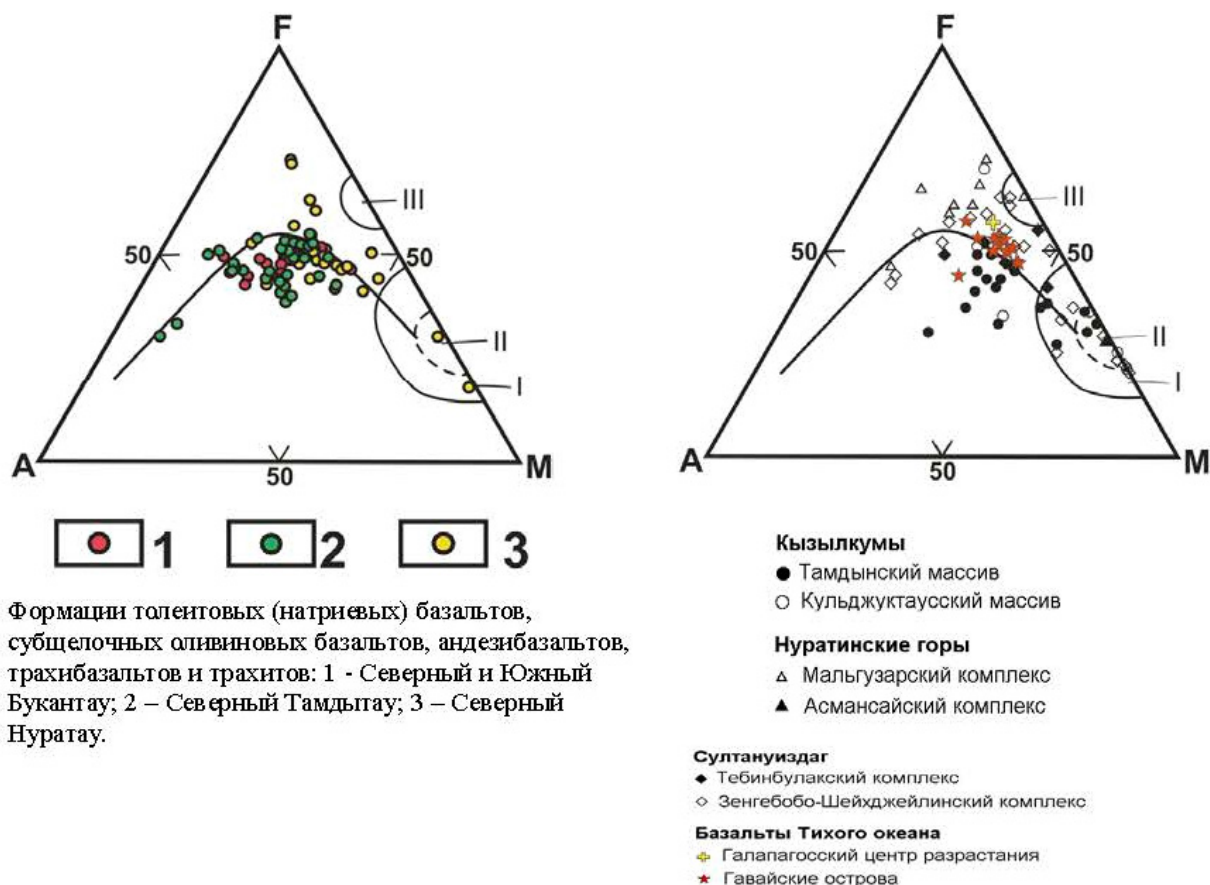 F
III
50
50
II
I
A
M
50
1
2
3
Формации толеитовых (натриевых) базальтов,
субщелочных оливиновых базальтов, андезибазальтов,
трахибазальтов и трахитов: 1 - Северный и Южный
Букантау; 2 – Северный Тамдытау; 3 – Северный
Нуратау.
F
III
50
50
II
I
A
M
50
Кызылкумы
Тамдынский массив
Кульджуктаусский массив
Нуратинские горы
Мальгузарский комплекс
Асмансайский комплекс
Султануиздаг
Тебинбулакский комплекс
Зенгебобо-Шейхджейлинский комплекс
Базальты Тихого океана
Галапагосский центр разрастания
Гавайские острова